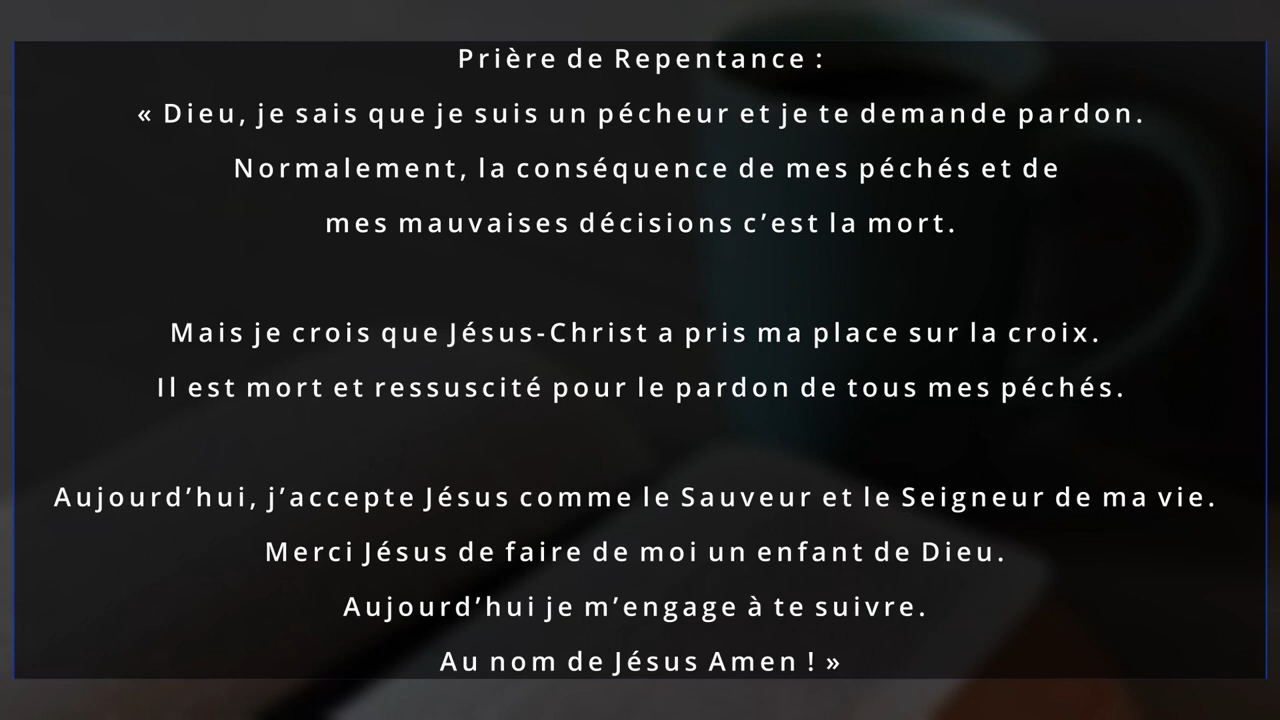 Prière de Repentance :
« Dieu, je sais que je suis un pécheur et je te demande pardon.
Normalement, la conséquence de mes péchés et de
mes mauvaises décisions c’est la mort.
Mais je crois que Jésus-Christ a pris ma place sur la croix.
Il est mort et ressuscité pour le pardon de tous mes péchés.
Aujourd’hui, j’accepte Jésus comme le Sauveur et le Seigneur de ma vie.
Merci Jésus de faire de moi un enfant de Dieu.
Aujourd’hui je m’engage à te suivre.
Au nom de Jésus Amen ! »